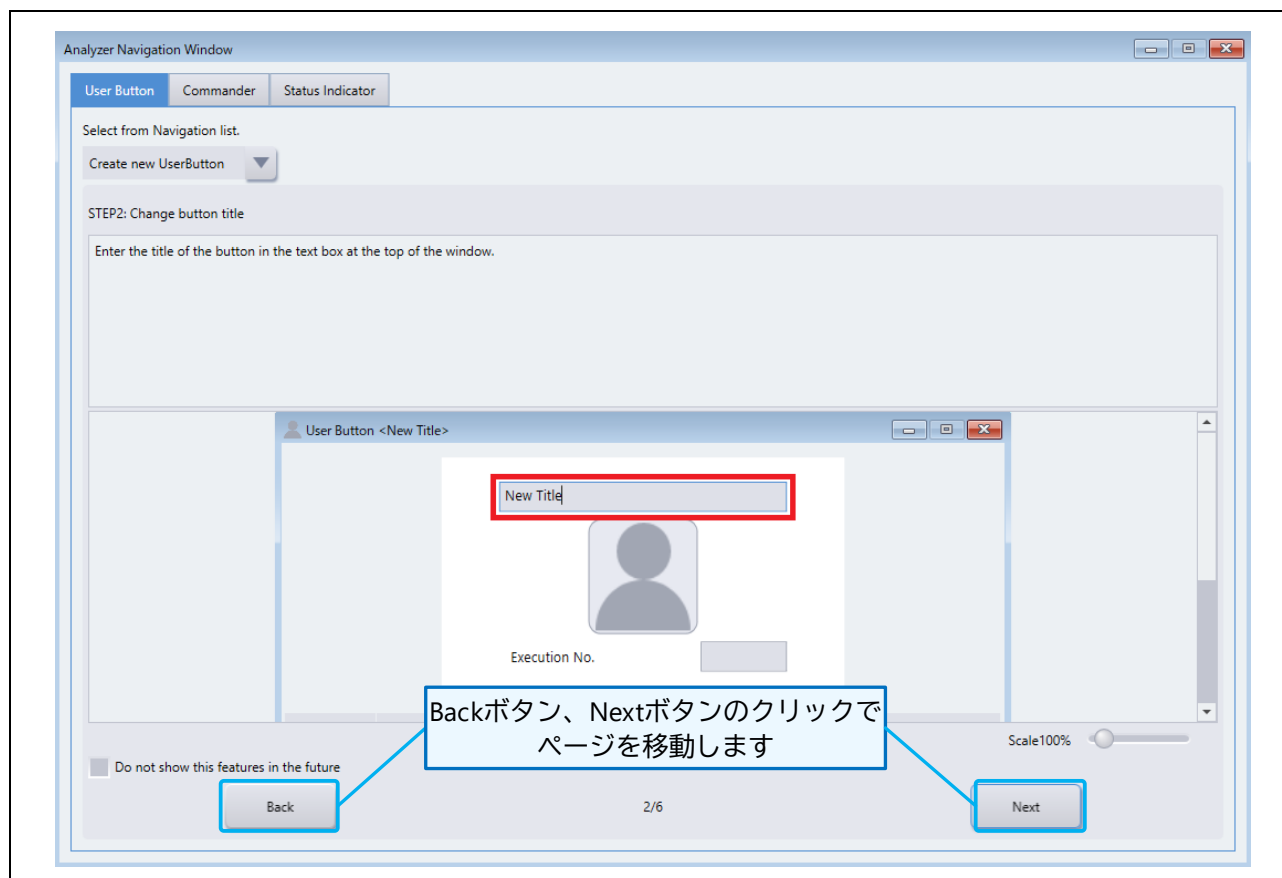 Analyzer Navigation Window
User Button Commander Status Indicator
Select from Navigation list.
Create new UserButton
STEP2: Change button title
Enter the title of the button in the text box at the top of the window.
User Button <New Title>
New Title
Execution No.
Backボタン、Nextボタンのクリックで
ページを移動します
Scale100%
Do not show this features in the future
Back 2/6 Next